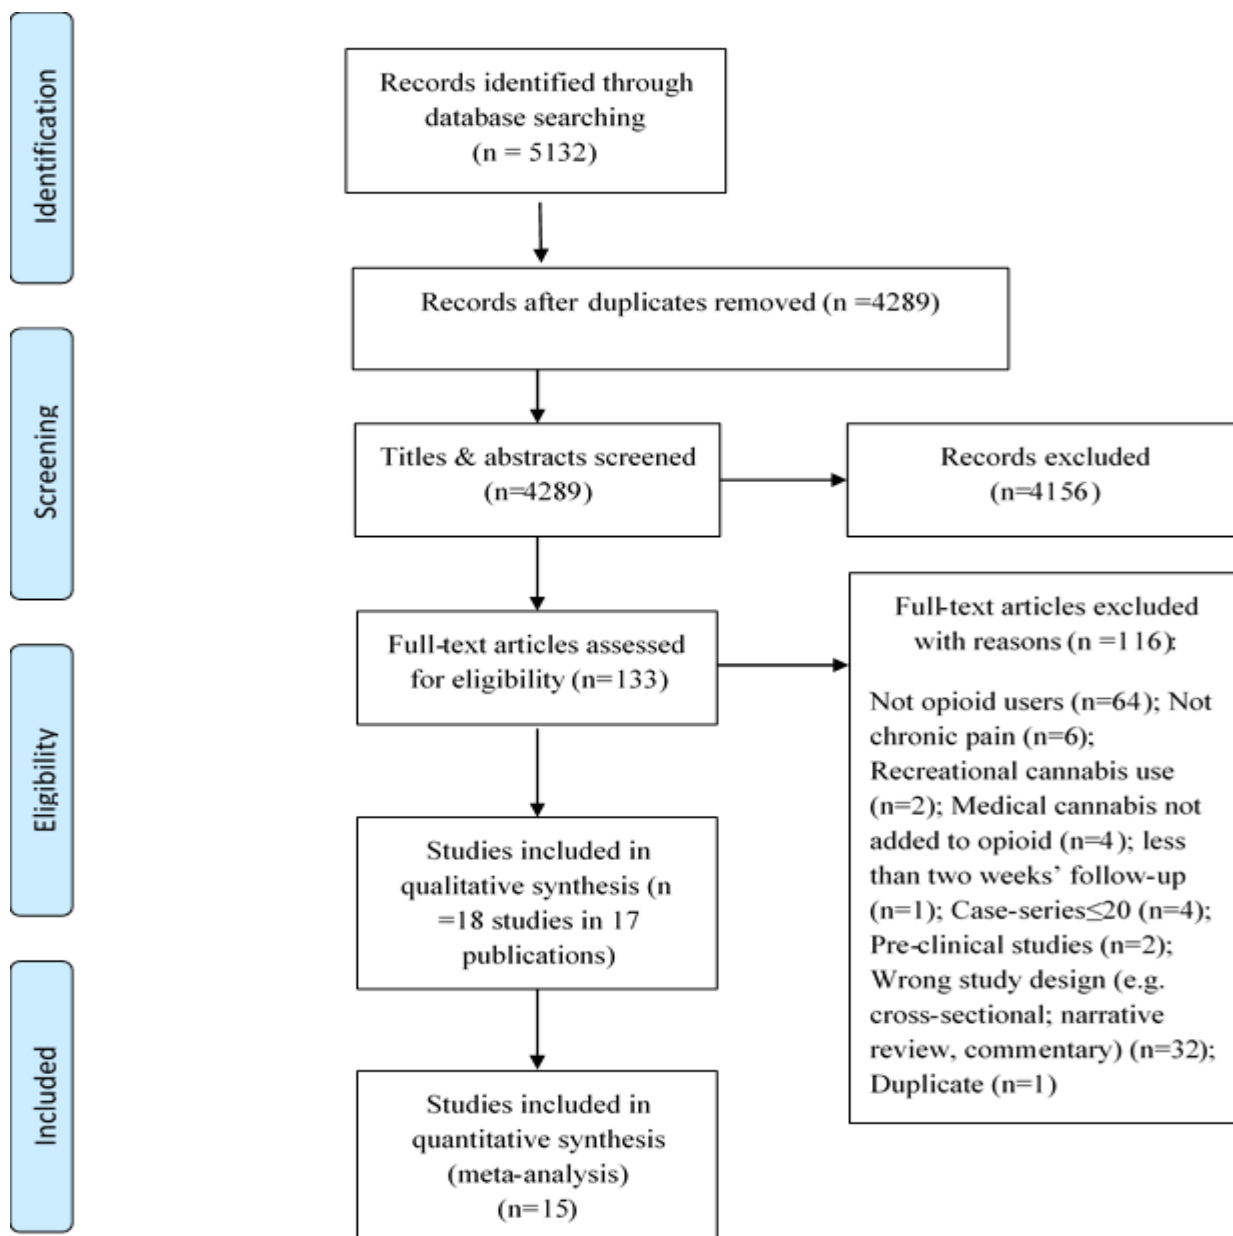 Identification
Records identified through
database searching
(n = 5132)
Records after duplicates removed (n =4289)
Screening
Titles & abstracts screened
(n=4289)
Records excluded
(n=4156)
Eligibility
Full-text articles assessed
for eligibility (n=133)
Full-text articles excluded
with reasons (n =116):
Not opioid users (n=64); Not
chronic pain (n=6);
Recreational cannabis use
(n=2); Medical cannabis not
added to opioid (n=4); less
than two weeks’ follow-up
(n=1); Case-series≤20 (n=4);
Pre-clinical studies (n=2);
Wrong study design (e.g.
cross-sectional; narrative
review, commentary) (n=32);
Duplicate (n=1)
Studies included in
qualitative synthesis (n
=18 studies in 17
publications)
Included
Studies included in
quantitative synthesis
(meta-analysis)
(n=15)